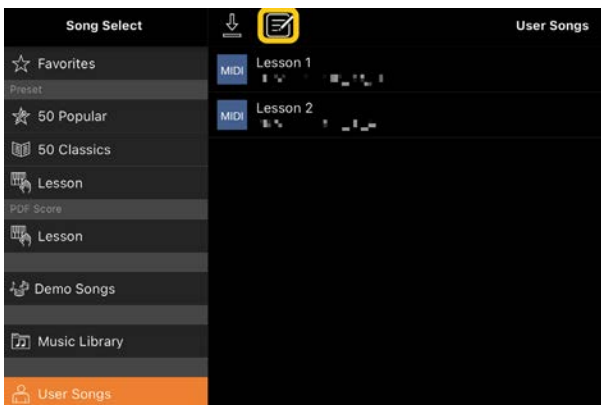 Song Select
User Songs
Favorites
Preset
50 Popular
50 Classics
Lesson
PDF Score
Lesson
Demo Songs
Music Library
User Songs
MIDI
Lesson 1
MIDI
Lesson 2